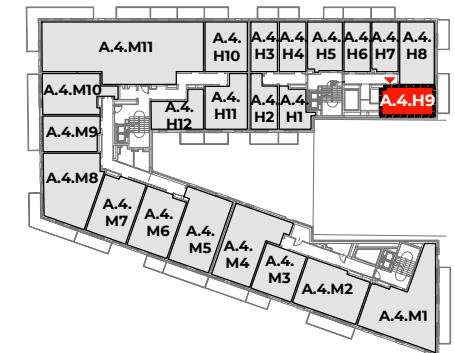 A.4.M11
A.4.
H10
A.4.
H3
A.4.
H4
A.4.
H5
A.4.
H6
A.4.
H7
A.4.
H8
A.4.M10
A.4.
H12
A.4.
H11
A.4.
H2
A.4.
H1
A.4.H9
A.4.M9
A.4.M8
A.4.
M7
A.4.
M6
A.4.
M5
A.4.
M4
A.4.
M3
A.4.M2
A.4.M1